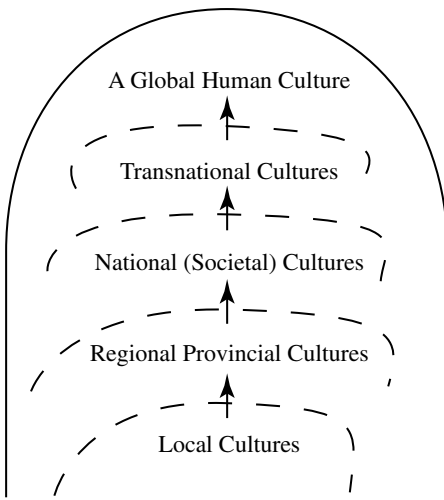 A Global Human Culture
Transnational Cultures
National (Societal) Cultures
Regional Provincial Cultures
Local Cultures